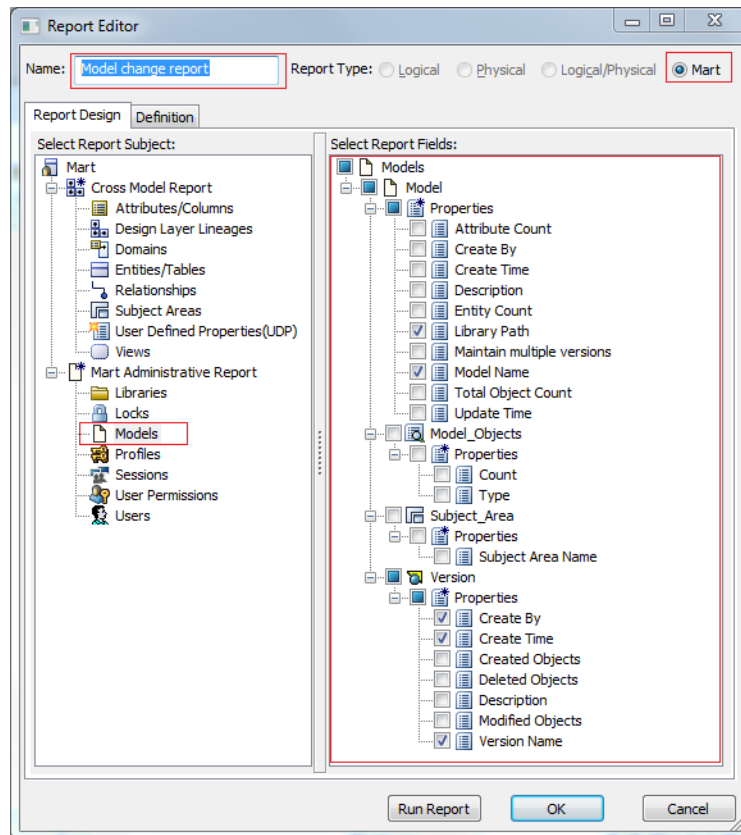 Report Editor
Name: Model change report Report Type: Logical Physical Logical/Physical Mart
Report Design Definition
Select Report Subject:
Mart
Cross Model Report
Attributes/Columns
Design Layer Lineages
Domains
Entities/Tables
Relationships
Subject Areas
User Defined Properties(UDP)
Views
Mart Administrative Report
Libraries
Locks
Models
Profiles
Sessions
User Permissions
Users
Select Report Fields:
Models
Model
Properties
Attribute Count
Create By
Create Time
Description
Entity Count
Library Path
Maintain multiple versions
Model Name
Total Object Count
Update Time
Model_Objects
Properties
Count
Type
Subject_Area
Properties
Subject Area Name
Version
Properties
Create By
Create Time
Created Objects
Deleted Objects
Description
Modified Objects
Version Name
Run Report OK Cancel